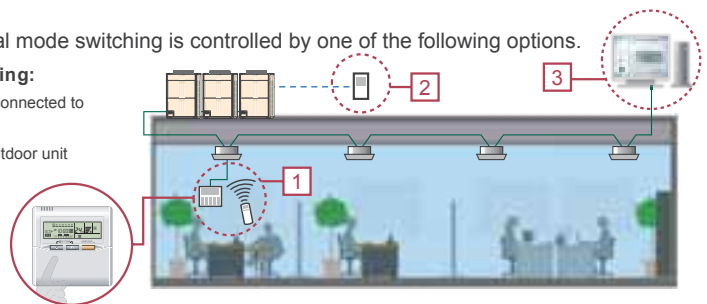 al mode switching is controlled by one of the following options.
ing:
onnected to
tdoor unit
1
2
3